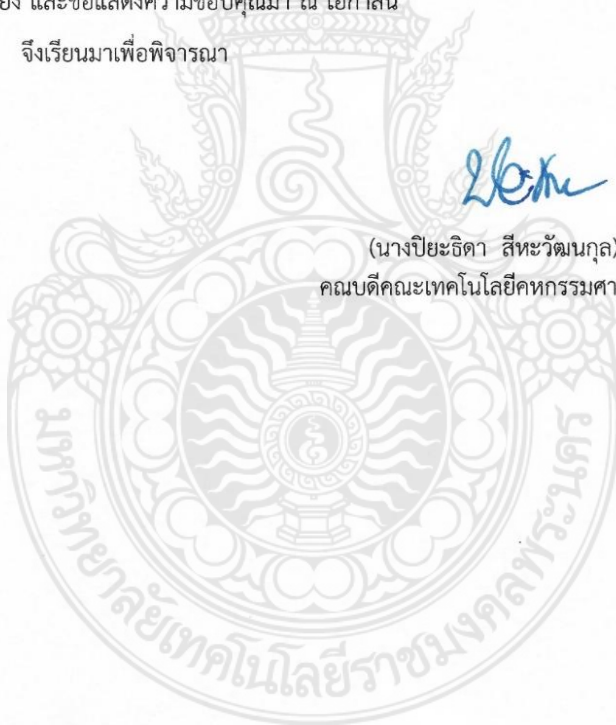 และขอแสดงความขอบคุณมา ณ โอกาสนี้
จึงเรียนมาเพื่อพิจารณา
(นางปิยะธิดา สีหะวัฒนกุล)
คณบดีคณะเทคโนโลยีคหกรรมศา
มหาวิทยาลัยเทคโนโลยีราชมงคลพระนคร